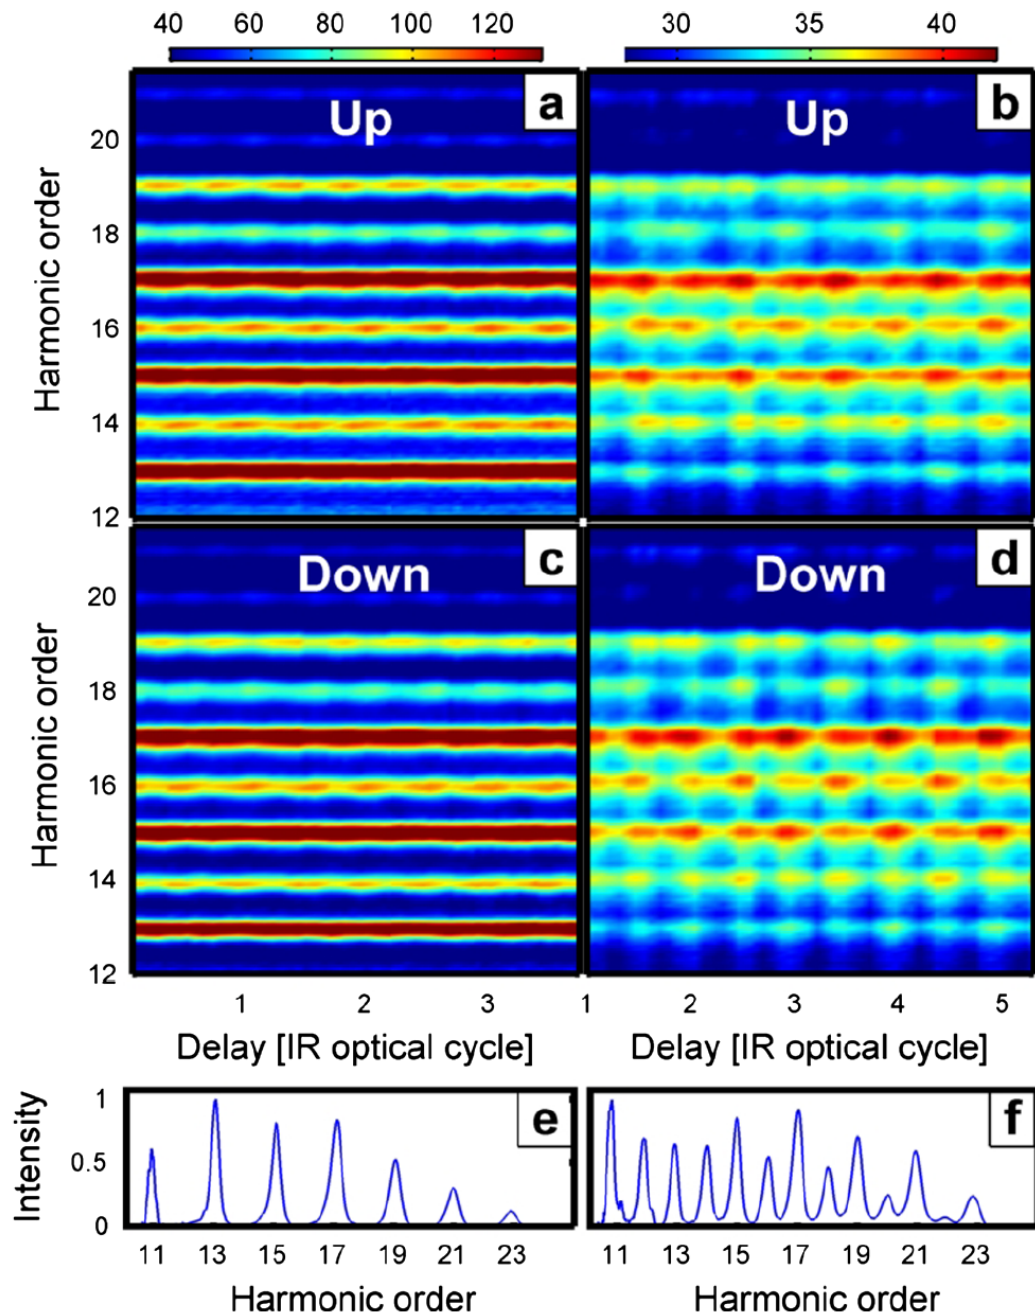 40 80 100 120 30 35 40
a b
Up Up
Harmonic order
20
18
16
14
12
c d
Down Down
Harmonic order
20
18
16
14
12
1 2 3 1 2 3 4 5
Delay [IR optical cycle] Delay [IR optical cycle]
Intensity
1
0.5
0
e f
11 13 15 17 19 21 23 11 13 15 17 19 21 23
Harmonic order Harmonic order